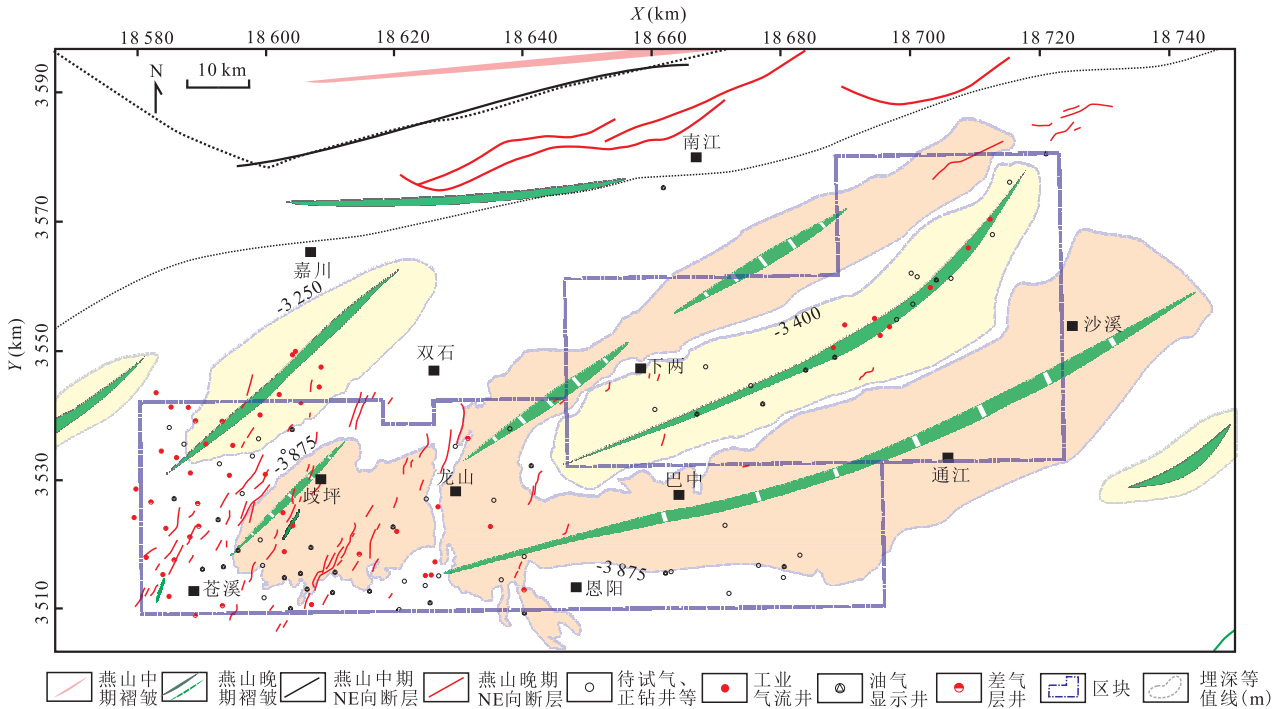 X(km)
18 580 18 600 18 620 18 640 18 660 18 680 18 700 18 720 18 740
Y(km)
3 590
3 570
3 550
3 530
3 510
N
10 km
南江
嘉川
-3 250
双石
-3 400
沙溪
下两
-3 875
歧坪
龙山
巴中
通江
苍溪
-3 875
恩阳
燕山中
期褶皱
燕山晚
期褶皱
燕山中期
NE向断层
燕山晚期
NE向断层
待试气、
正钻井等
工业
气流井
油气
显示井
差气
层井
区块
埋深等
值线(m)